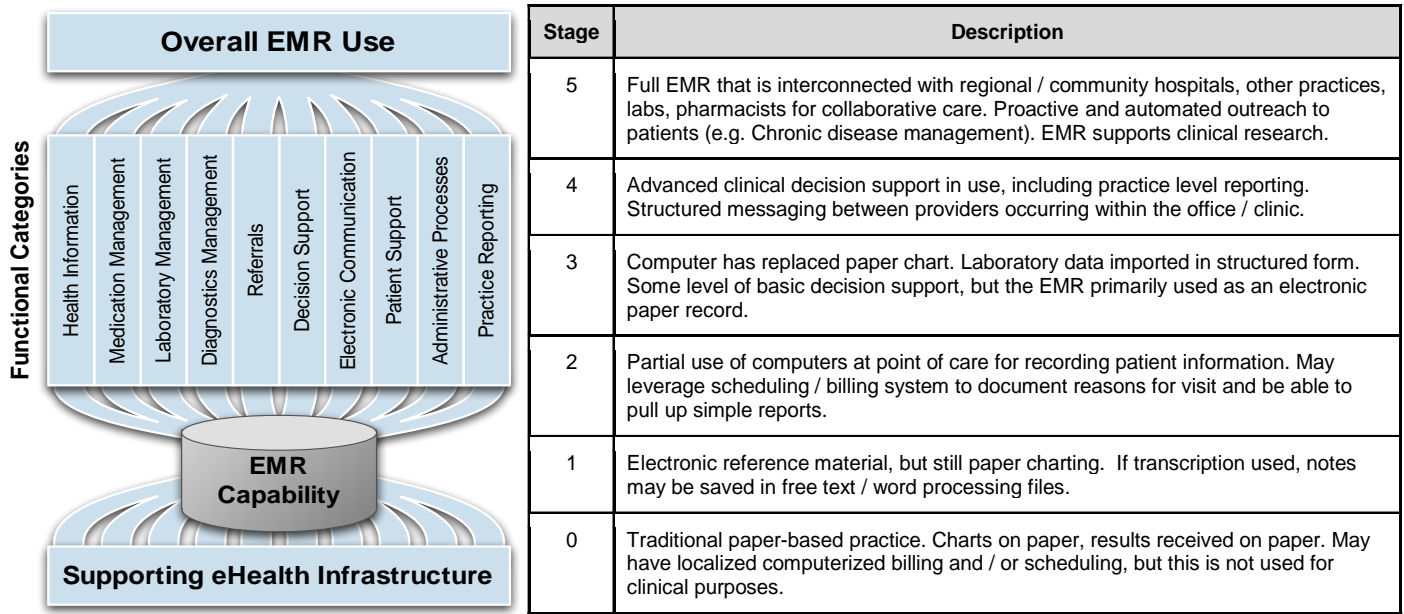 Overall EMR Use
Functional Categories
Health Information
Medication Management
Laboratory Management
Diagnostics Management
Referrals
Decision Support
Electronic Communication
Patient Support
Administrative Processes
Practice Reporting
EMR
Capability
Supporting eHealth Infrastructure
Stage Description
5 Full EMR that is interconnected with regional / community hospitals, other practices,
labs, pharmacists for collaborative care. Proactive and automated outreach to
patients (e.g. Chronic disease management). EMR supports clinical research.
4 Advanced clinical decision support in use, including practice level reporting.
Structured messaging between providers occurring within the office / clinic.
3 Computer has replaced paper chart. Laboratory data imported in structured form.
Some level of basic decision support, but the EMR primarily used as an electronic
paper record.
2 Partial use of computers at point of care for recording patient information. May
leverage scheduling / billing system to document reasons for visit and be able to
pull up simple reports.
1 Electronic reference material, but still paper charting. If transcription used, notes
may be saved in free text / word processing files.
0 Traditional paper-based practice. Charts on paper, results received on paper. May
have localized computerized billing and / or scheduling, but this is not used for
clinical purposes.